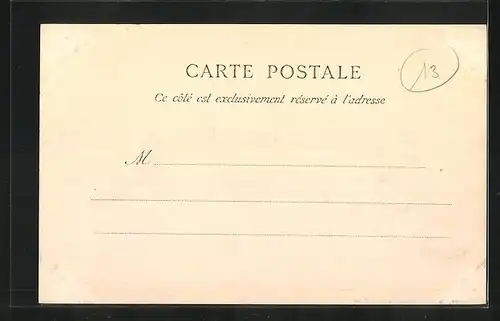 CARTE POSTALE
13
Ce côté est exclusivement réservé à l'adresse
M